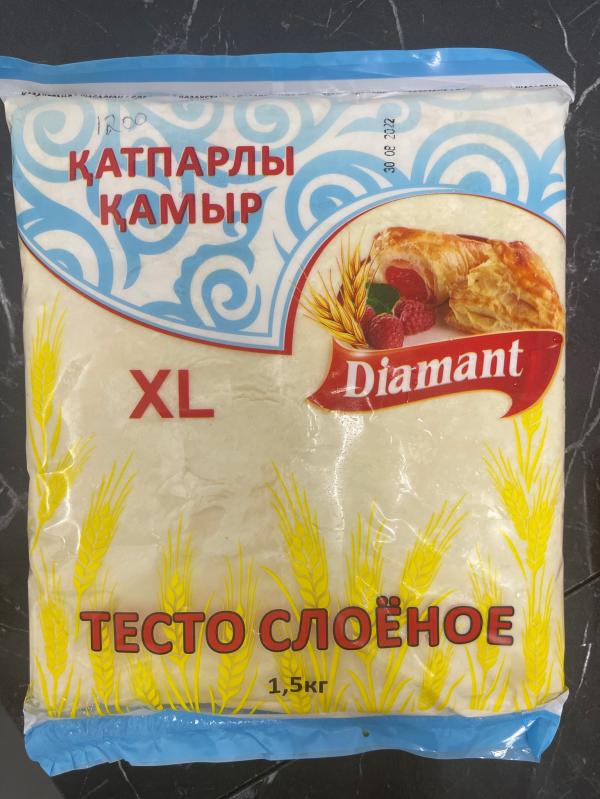 1200
30 08 2022
ҚАТПАРЛЫ
ҚАМЫР
Diamant
XL
ТЕСТО СЛОЁНОЕ
1,5кг